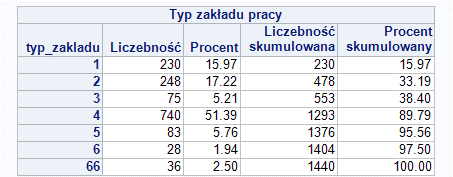 Typ zakładu pracy
typ_zakladu Liczebność Procent Liczebność skumulowana Procent skumulowany
1 230 15.97 230 15.97
2 248 17.22 478 33.19
3 75 5.21 553 38.40
4 740 51.39 1293 89.79
5 83 5.76 1376 95.56
6 28 1.94 1404 97.50
66 36 2.50 1440 100.00